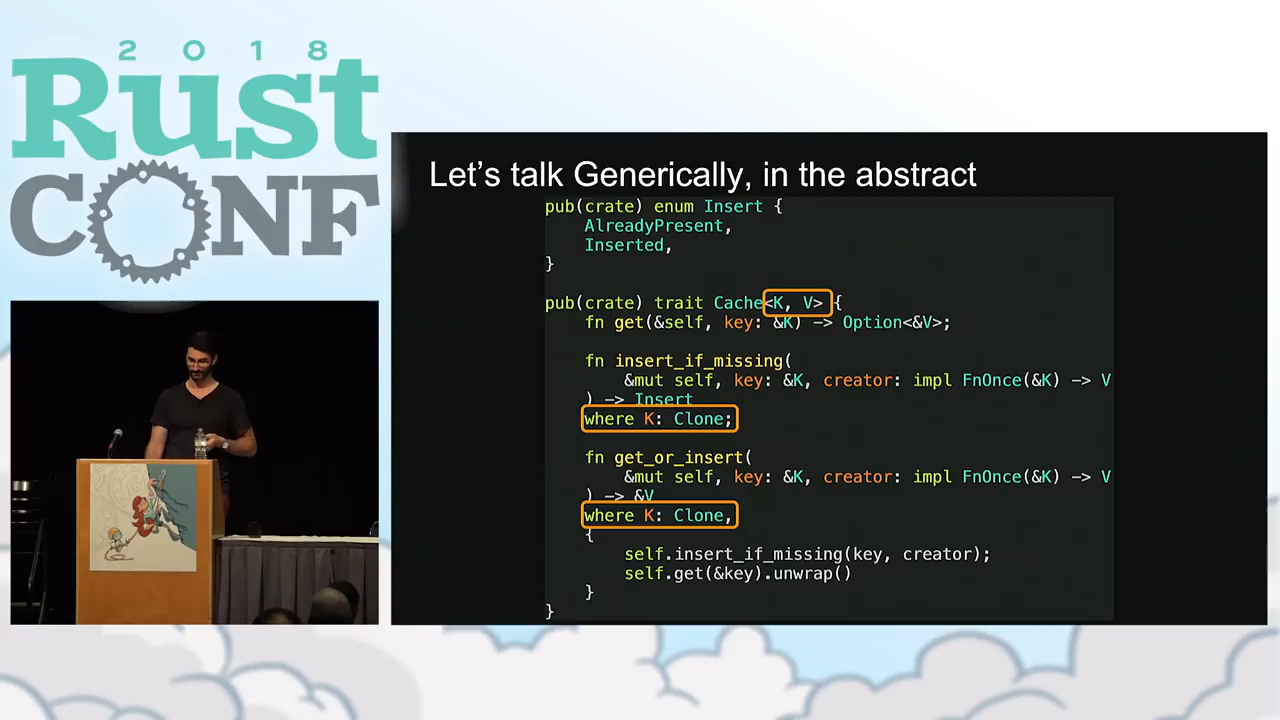 2018
Rust
CONF
Let's talk Generically, in the abstract
pub(crate) enum Insert {
    AlreadyPresent,
    Inserted,
}
pub(crate) trait Cache<K, V> {
    fn get(&self, key: &K) -> Option<&V>;
    fn insert_if_missing(
        &mut self, key: &K, creator: impl FnOnce(&K) -> V
    ) -> Insert
    where K: Clone;
    fn get_or_insert(
        &mut self, key: &K, creator: impl FnOnce(&K) -> V
    ) -> &V
    where K: Clone,
    {
        self.insert_if_missing(key, creator);
        self.get(&key).unwrap()
    }
}